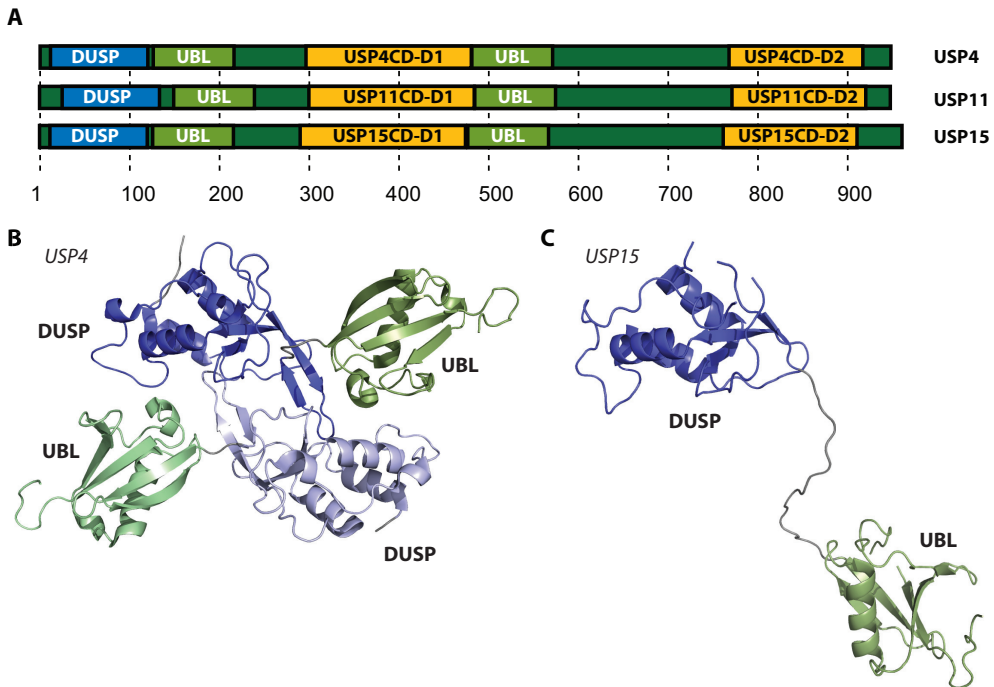 A
DUSP UBL USP4CD-D1 UBL USP4CD-D2 USP4
DUSP UBL USP11CD-D1 UBL USP11CD-D2 USP11
DUSP UBL USP15CD-D1 UBL USP15CD-D2 USP15
1 100 200 300 400 500 600 700 800 900
B
USP4
DUSP
UBL
UBL
DUSP
C
USP15
DUSP
UBL